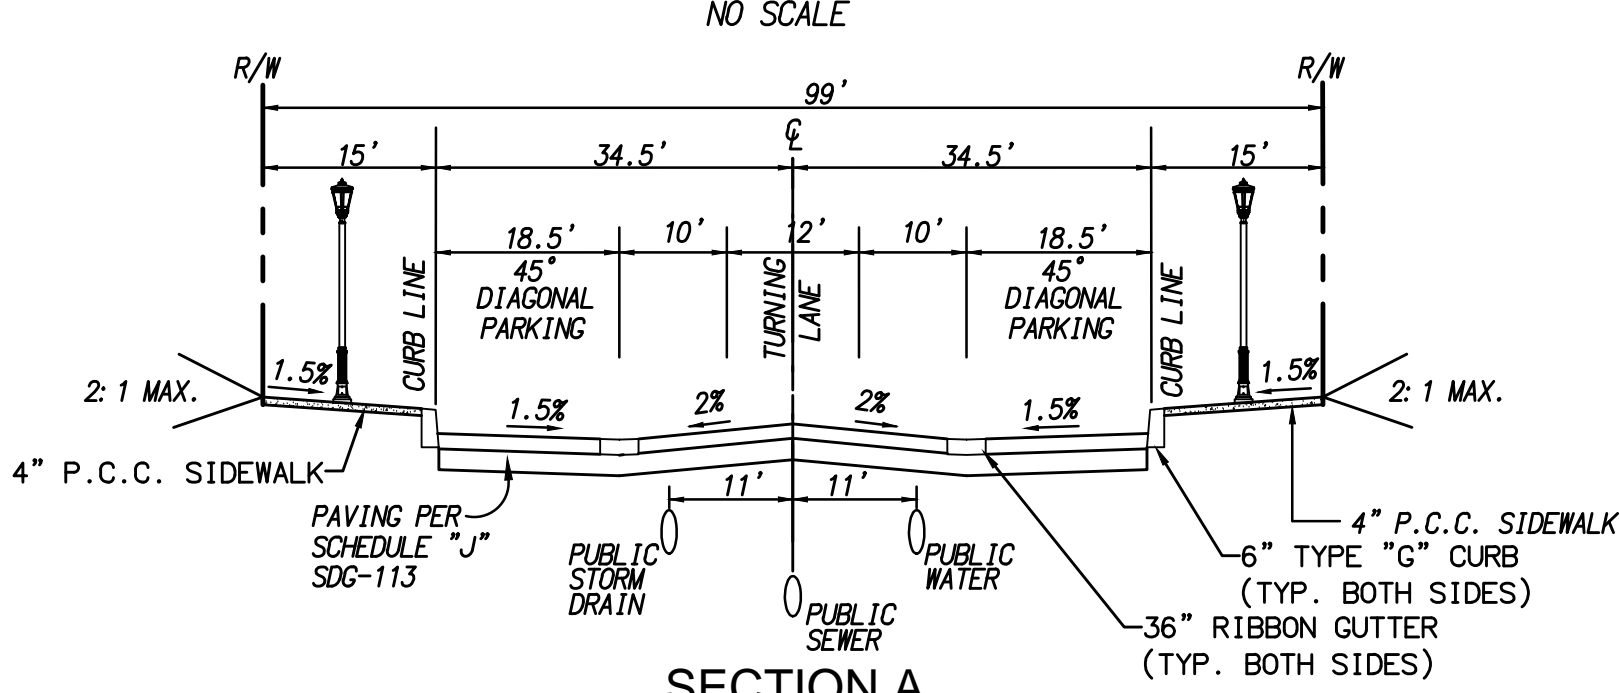 NO SCALE
R/W
R/W
99'
℄
15'
34.5'
34.5'
15'
18.5'
10'
12'
10'
18.5'
45°
DIAGONAL
PARKING
45°
DIAGONAL
PARKING
CURB LINE
TURNING
LANE
CURB LINE
2:1 MAX.
1.5%
1.5%
2%
2%
1.5%
1.5%
2:1 MAX.
4" P.C.C. SIDEWALK
11'
11'
PAVING PER
SCHEDULE "J"
SDG-113
PUBLIC
STORM
DRAIN
PUBLIC
SEWER
PUBLIC
WATER
4" P.C.C. SIDEWALK
6" TYPE "G" CURB
(TYP. BOTH SIDES)
36" RIBBON GUTTER
(TYP. BOTH SIDES)
SECTION A